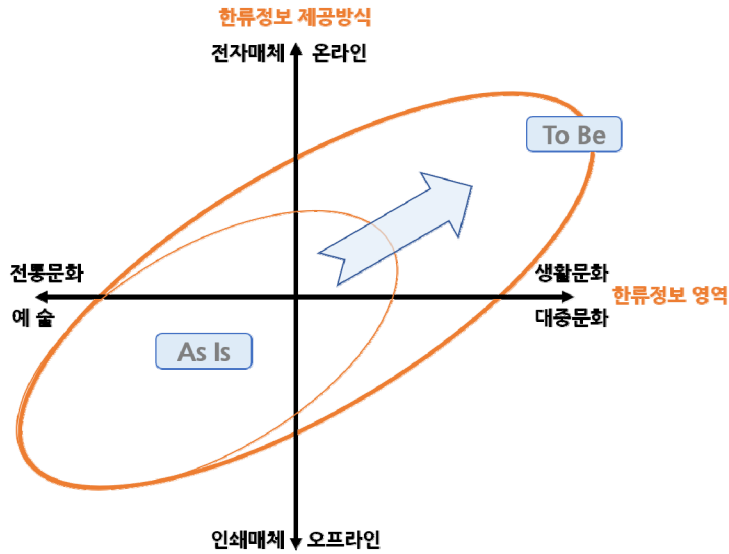 한류정보 제공방식
전자매체 온라인
To Be
전통문화 생활문화
한류정보 영역
예 술 대중문화
As Is
인쇄매체 오프라인